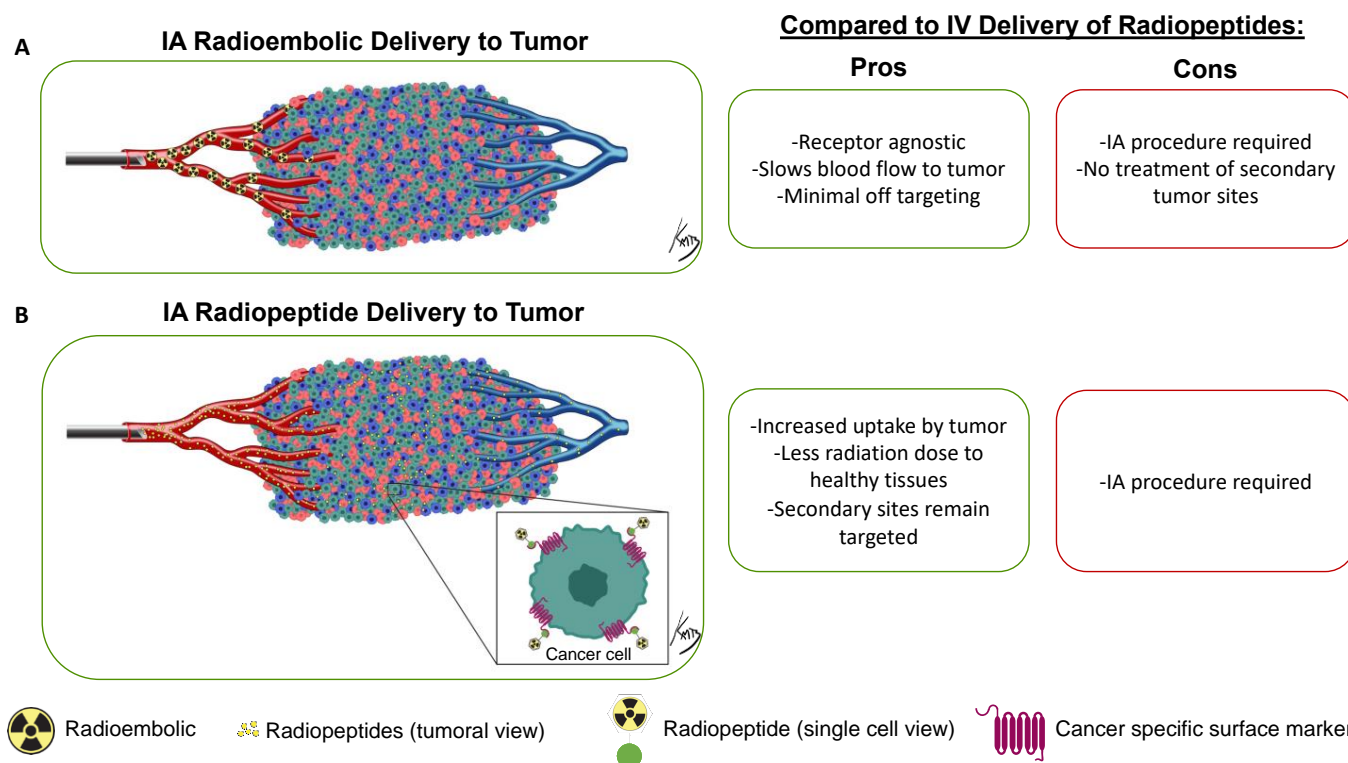 Compared to IV Delivery of Radiopeptides:
A
IA Radioembolic Delivery to Tumor
Pros
Cons
-Receptor agnostic
-Slows blood flow to tumor
-Minimal off targeting
-IA procedure required
-No treatment of secondary
tumor sites
B
IA Radiopeptide Delivery to Tumor
-Increased uptake by tumor
-Less radiation dose to
healthy tissues
-Secondary sites remain
targeted
-IA procedure required
Cancer cell
Radioembolic
Radiopeptides (tumoral view)
Radiopeptide (single cell view)
Cancer specific surface marker